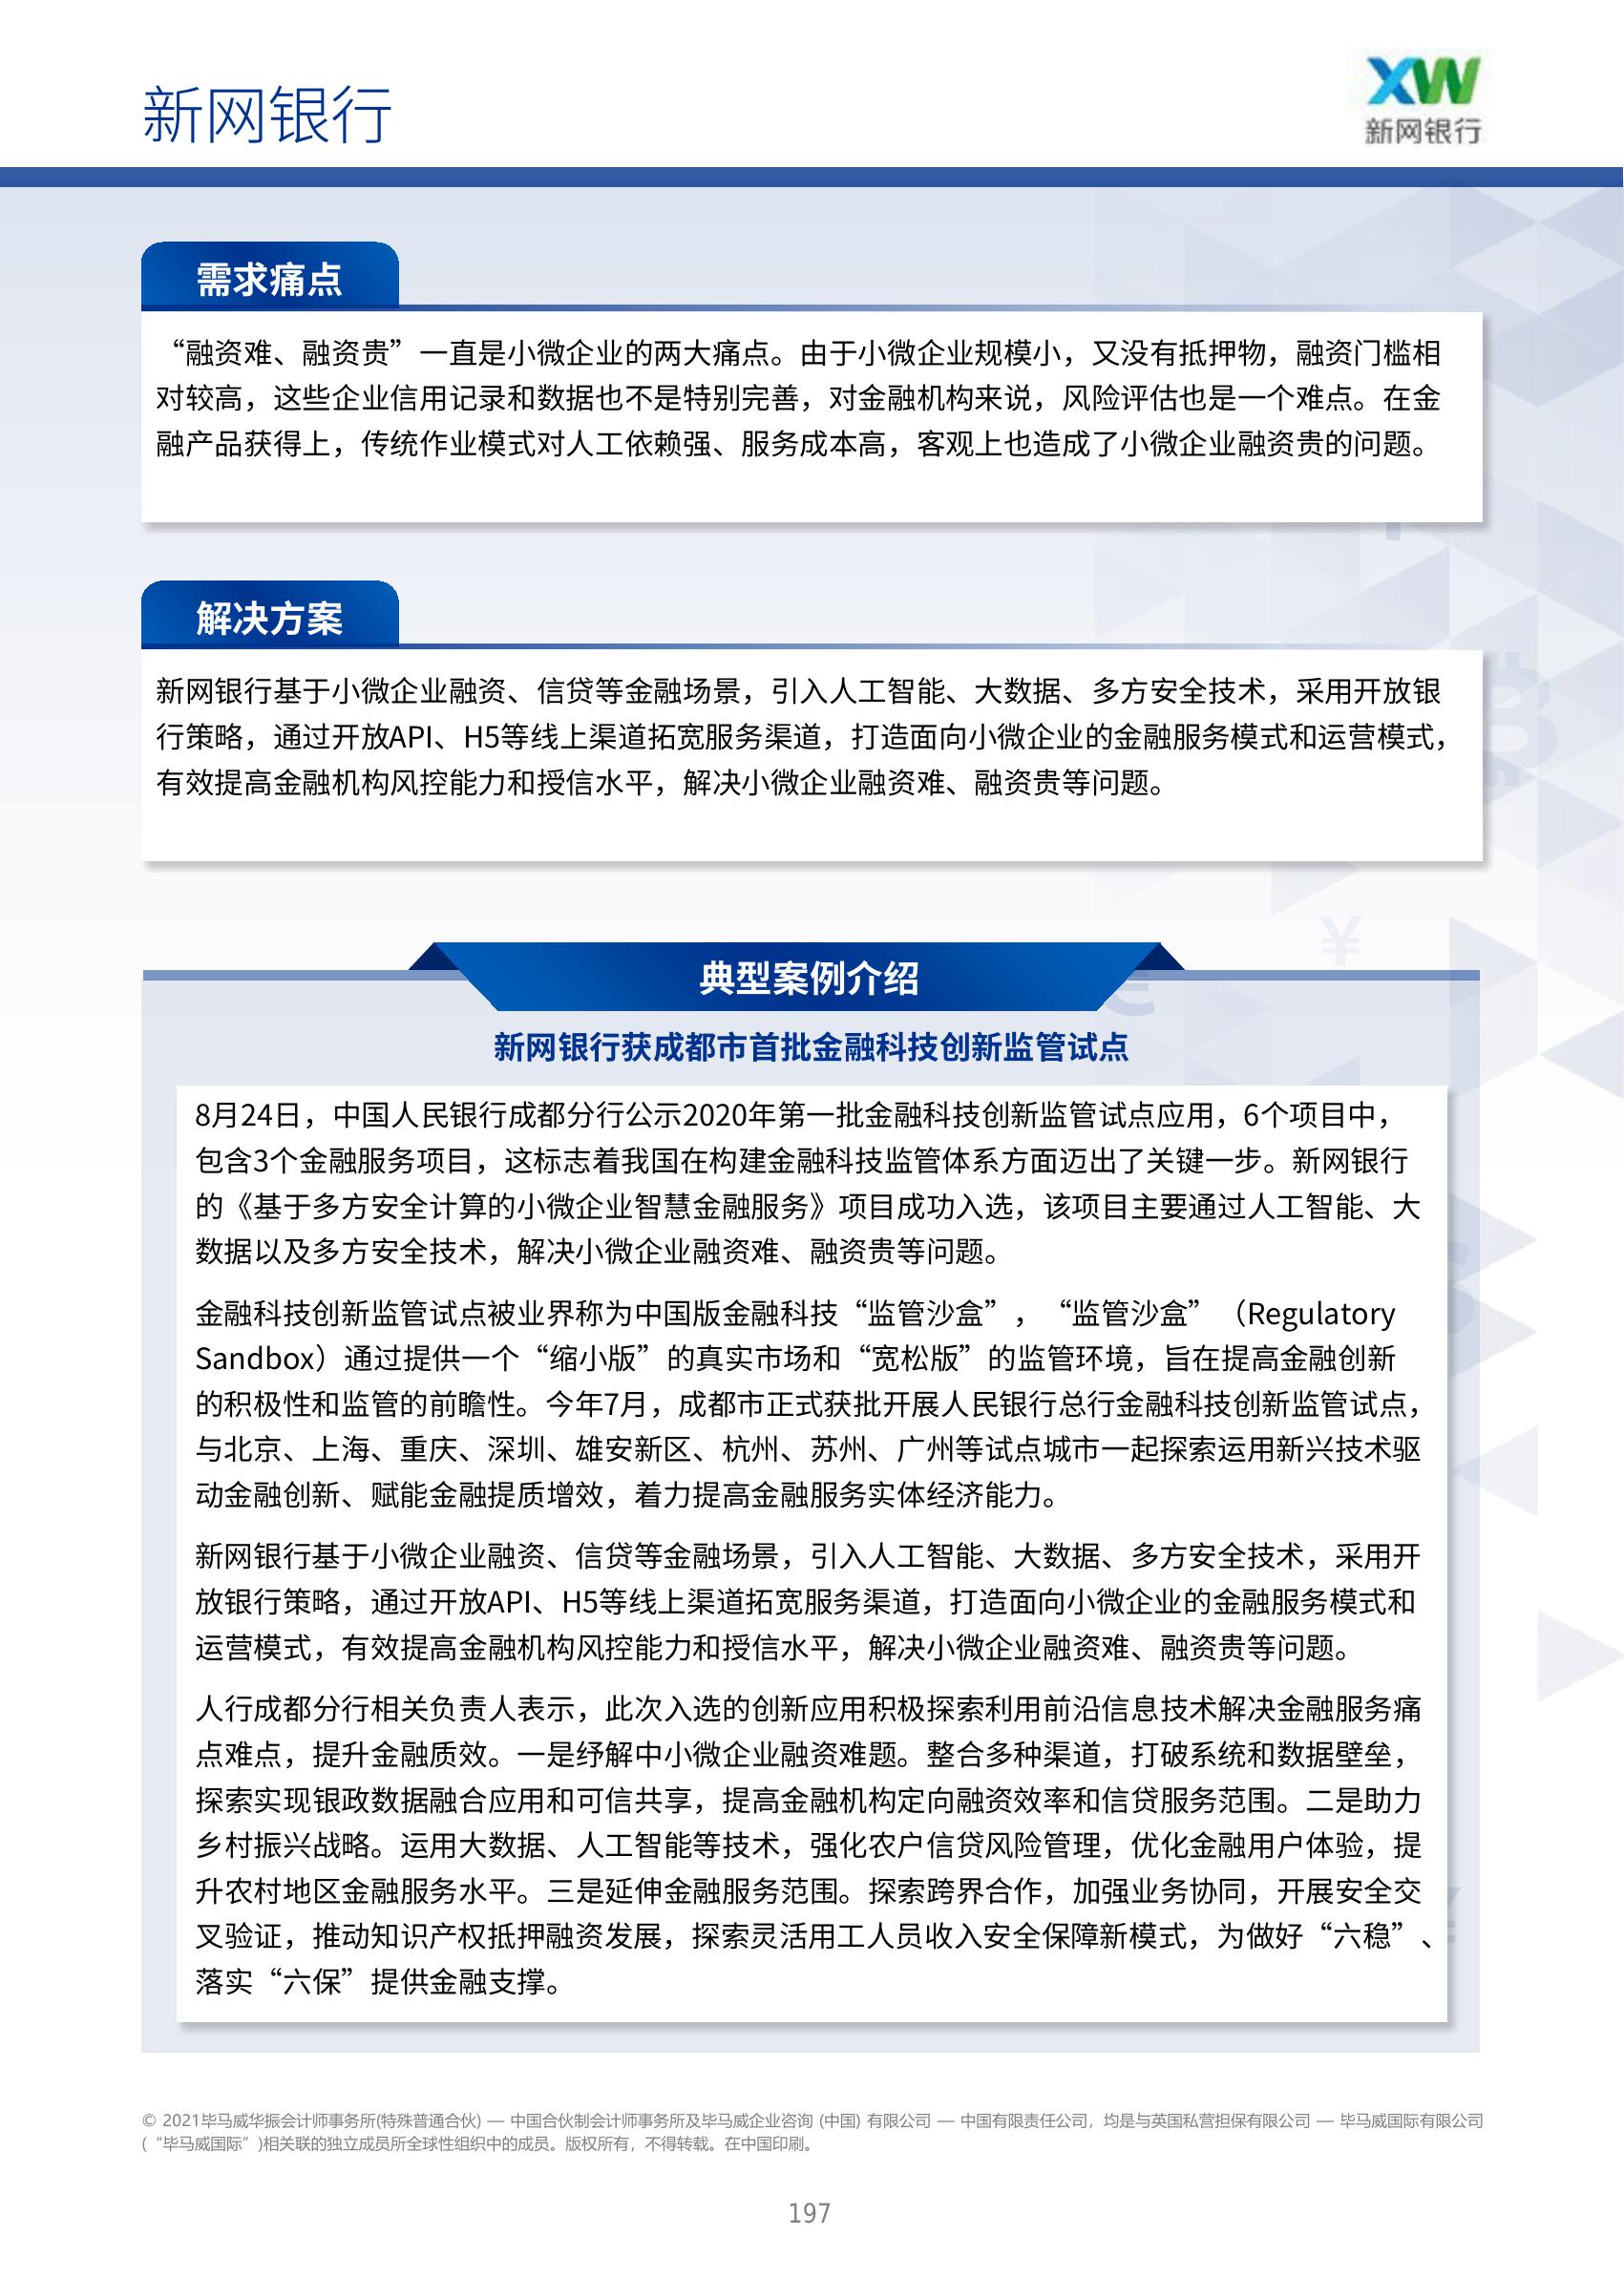 新网银行
XW
新网银行
需求痛点
“融资难、融资贵”一直是小微企业的两大痛点。由于小微企业规模小，又没有抵押物，融资门槛相
对较高，这些企业信用记录和数据也不是特别完善，对金融机构来说，风险评估也是一个难点。在金
融产品获得上，传统作业模式对人工依赖强、服务成本高，客观上也造成了小微企业融资贵的问题。
解决方案
新网银行基于小微企业融资、信贷等金融场景，引入人工智能、大数据、多方安全技术，采用开放银
行策略，通过开放API、H5等线上渠道拓宽服务渠道，打造面向小微企业的金融服务模式和运营模式，
有效提高金融机构风控能力和授信水平，解决小微企业融资难、融资贵等问题。
典型案例介绍
新网银行获成都市首批金融科技创新监管试点
8月24日，中国人民银行成都分行公示2020年第一批金融科技创新监管试点应用，6个项目中，
包含3个金融服务项目，这标志着我国在构建金融科技监管体系方面迈出了关键一步。新网银行
的《基于多方安全计算的小微企业智慧金融服务》项目成功入选，该项目主要通过人工智能、大
数据以及多方安全技术，解决小微企业融资难、融资贵等问题。
金融科技创新监管试点被业界称为中国版金融科技“监管沙盒”，“监管沙盒”（Regulatory
Sandbox）通过提供一个“缩小版”的真实市场和“宽松版”的监管环境，旨在提高金融创新
的积极性和监管的前瞻性。今年7月，成都市正式获批开展人民银行总行金融科技创新监管试点，
与北京、上海、重庆、深圳、雄安新区、杭州、苏州、广州等试点城市一起探索运用新兴技术驱
动金融创新、赋能金融提质增效，着力提高金融服务实体经济能力。
新网银行基于小微企业融资、信贷等金融场景，引入人工智能、大数据、多方安全技术，采用开
放银行策略，通过开放API、H5等线上渠道拓宽服务渠道，打造面向小微企业的金融服务模式和
运营模式，有效提高金融机构风控能力和授信水平，解决小微企业融资难、融资贵等问题。
人行成都分行相关负责人表示，此次入选的创新应用积极探索利用前沿信息技术解决金融服务痛
点难点，提升金融质效。一是纾解中小微企业融资难题。整合多种渠道，打破系统和数据壁垒，
探索实现银政数据融合应用和可信共享，提高金融机构定向融资效率和信贷服务范围。二是助力
乡村振兴战略。运用大数据、人工智能等技术，强化农户信贷风险管理，优化金融用户体验，提
升农村地区金融服务水平。三是延伸金融服务范围。探索跨界合作，加强业务协同，开展安全交
叉验证，推动知识产权抵押融资发展，探索灵活用工人员收入安全保障新模式，为做好“六稳”、
落实“六保”提供金融支撑。
© 2021毕马威华振会计师事务所(特殊普通合伙) — 中国合伙制会计师事务所及毕马威企业咨询 (中国) 有限公司 — 中国有限责任公司，均是与英国私营担保有限公司 — 毕马威国际有限公司
(“毕马威国际”)相关联的独立成员所全球性组织中的成员。版权所有，不得转载。在中国印刷。
197